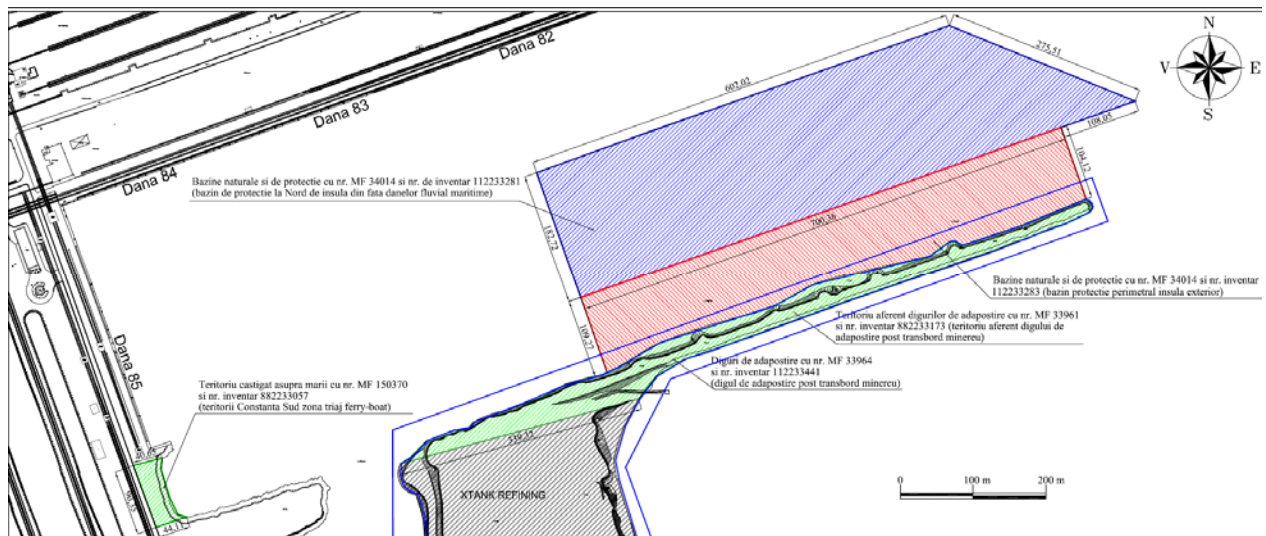 Dana 82
275,51
N
V
E
S
602,02
Dana 83
108,05
104,12
Dana 84
Bazine naturale si de protectie cu nr. MF 34014 si nr. de inventar 112233281
(bazin de protectie la Nord de insula din fata danelor fluvial maritime)
700,36
182,72
Bazine naturale si de protectie cu nr. MF 34014 si nr. inventar
112233283 (bazin protectie perimetral insula exterior)
Teritoriu aferent digurilor de adapostire cu nr. MF 33961
si nr. inventar 882233173 (teritoriu aferent digului de
adapostire post transbord minereu)
109,27
Dana 85
Diguri de adapostire cu nr. MF 33964
si nr. inventar 112233441
(digul de adapostire post transbord minereu)
Teritoriu castigat asupra marii cu nr. MF 150370
si nr. inventar 882233057
(teritorii Constanta Sud zona triaj ferry-boat)
539,35
0
100 m
200 m
XTANK REFINING
44,11